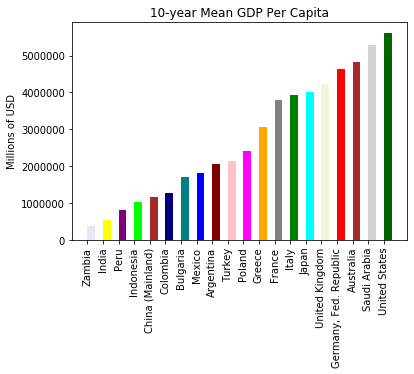 10-year Mean GDP Per Capita
Millions of USD
5000000
4000000
3000000
2000000
1000000
0
Zambia
India
Peru
Indonesia
China (Mainland)
Colombia
Bulgaria
Mexico
Argentina
Turkey
Poland
Greece
France
Italy
Japan
United Kingdom
Germany, Fed. Republic
Australia
Saudi Arabia
United States